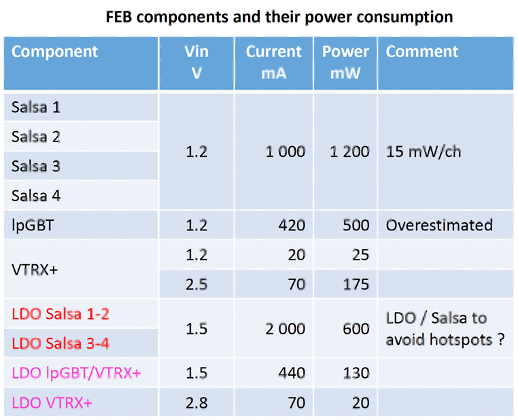 FEB components and their power consumption
Component Vin V Current mA Power mW Comment
Salsa 1
Salsa 2
Salsa 3
Salsa 4
1.2 1 000 1 200 15 mW/ch
lpGBT 1.2 420 500 Overestimated
VTRX+
1.2 20 25
2.5 70 175
LDO Salsa 1-2
LDO Salsa 3-4
1.5 2 000 600 LDO / Salsa to
avoid hotspots ?
LDO lpGBT/VTRX+ 1.5 440 130
LDO VTRX+ 2.8 70 20